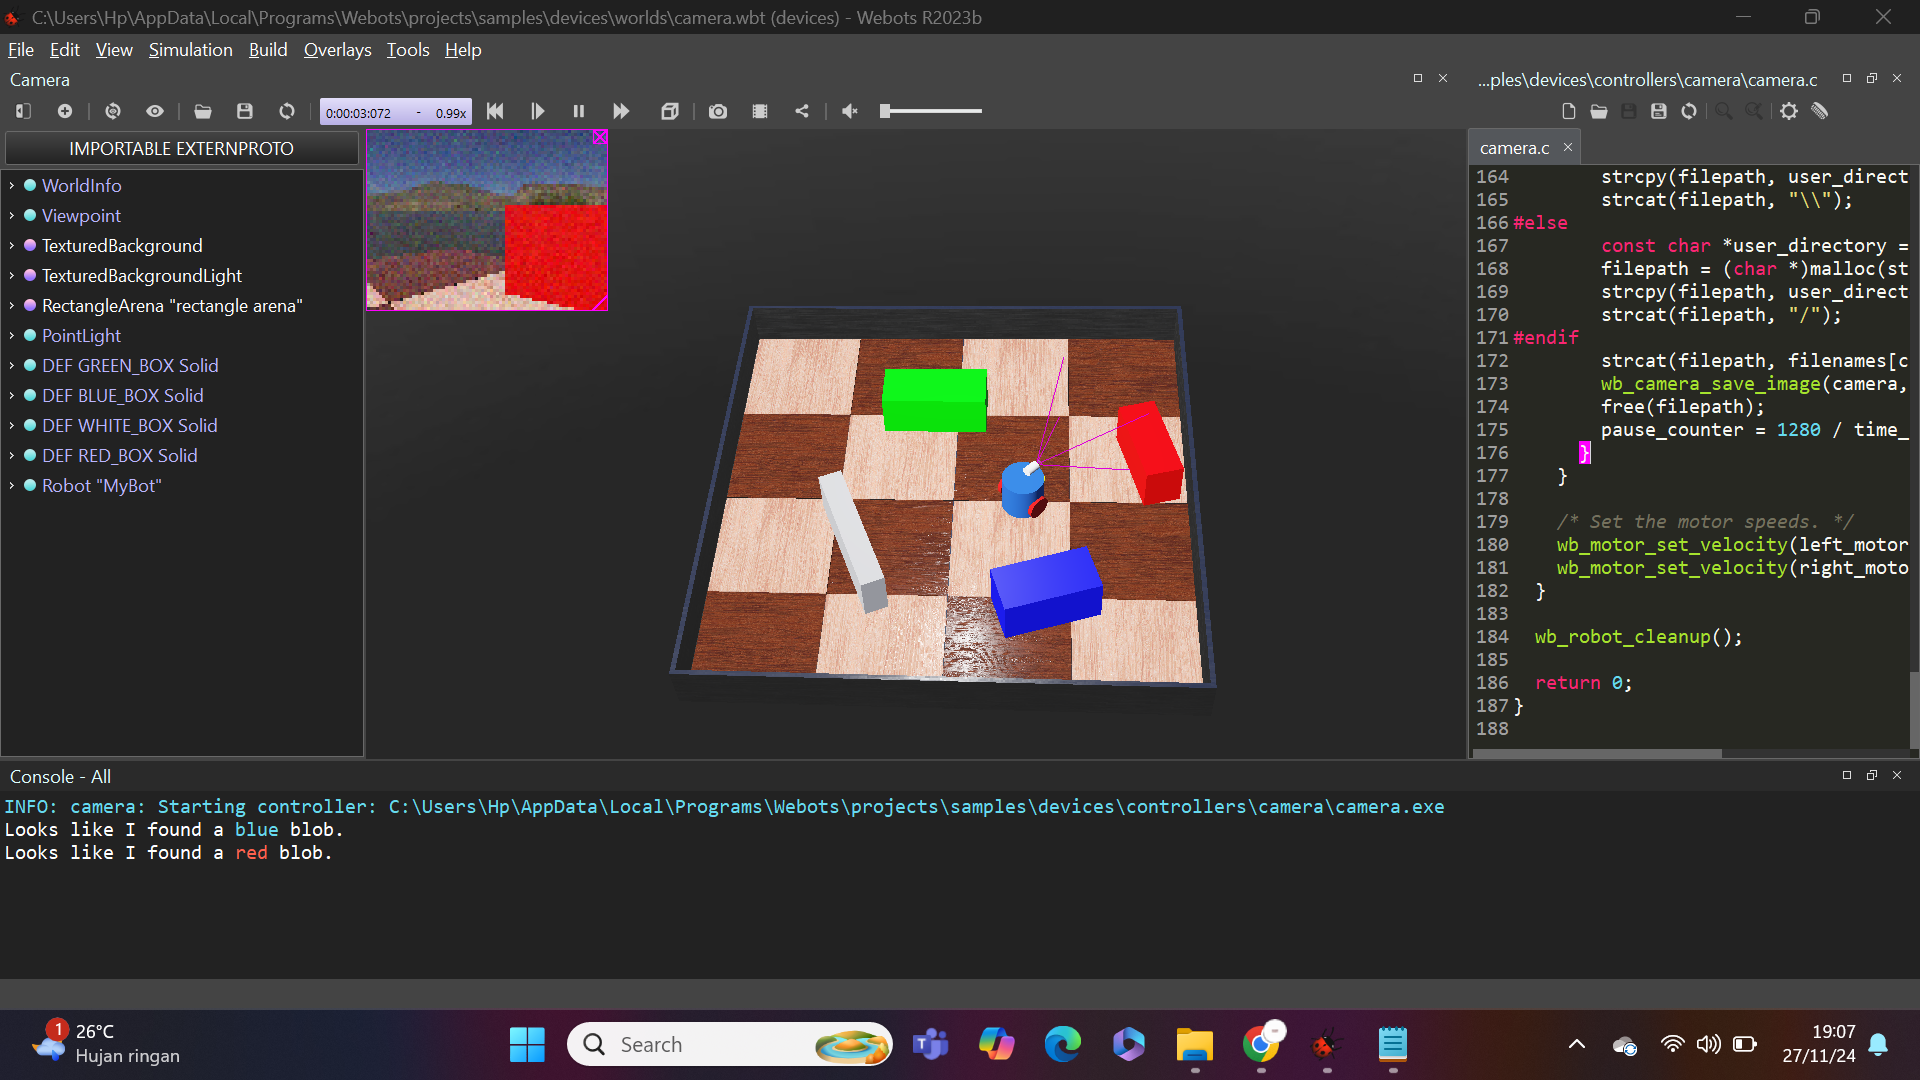 C:\Users\Hp\AppData\Local\Programs\Webots\projects\samples\devices\worlds\camera.wbt (devices) - Webots R2023b
File Edit View Simulation Build Overlays Tools Help
Camera
0:00:03:072 - 0.99x
IMPORTABLE EXTERNPROTO
WorldInfo
Viewpoint
TexturedBackground
TexturedBackgroundLight
RectangleArena "rectangle arena"
PointLight
DEF GREEN_BOX Solid
DEF BLUE_BOX Solid
DEF WHITE_BOX Solid
DEF RED_BOX Solid
Robot "MyBot"
...ples\devices\controllers\camera\camera.c
camera.c
164 strcpy(filepath, user_direct
165 strcat(filepath, "\\");
166 #else
167 const char *user_directory =
168 filepath = (char *)malloc(st
169 strcpy(filepath, user_direct
170 strcat(filepath, "/");
171 #endif
172 strcat(filepath, filenames[c
173 wb_camera_save_image(camera,
174 free(filepath);
175 pause_counter = 1280 / time_
176 }
177 }
178
179 /* Set the motor speeds. */
180 wb_motor_set_velocity(left_motor
181 wb_motor_set_velocity(right_moto
182 }
183
184 wb_robot_cleanup();
185
186 return 0;
187 }
188
Console - All
INFO: camera: Starting controller: C:\Users\Hp\AppData\Local\Programs\Webots\projects\samples\devices\controllers\camera\camera.exe
Looks like I found a blue blob.
Looks like I found a red blob.
1
26°C
Hujan ringan
Search
19:07
27/11/24